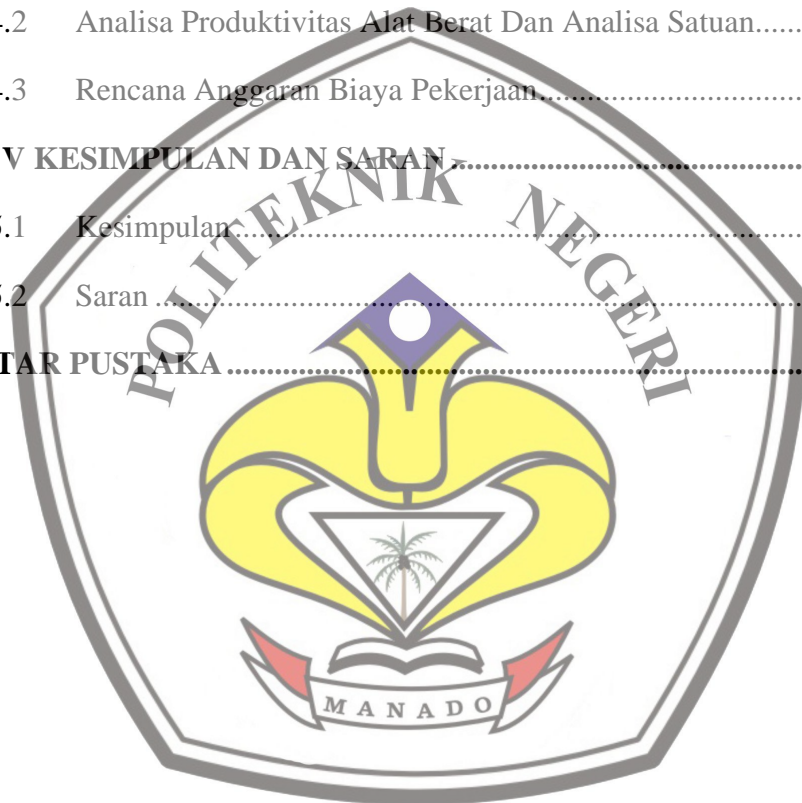 .2 Analisa Produktivitas Alat Berat Dan Analisa Satuan......
.3 Rencana Anggaran Biaya Pekerjaan..............................
V KESIMPULAN DAN SARAN..........................................
.1 Kesimpulan..................................................................
.2 Saran..........................................................................
TAR PUSTAKA................................................................
POLITEKNIK NEGERI
MANADO